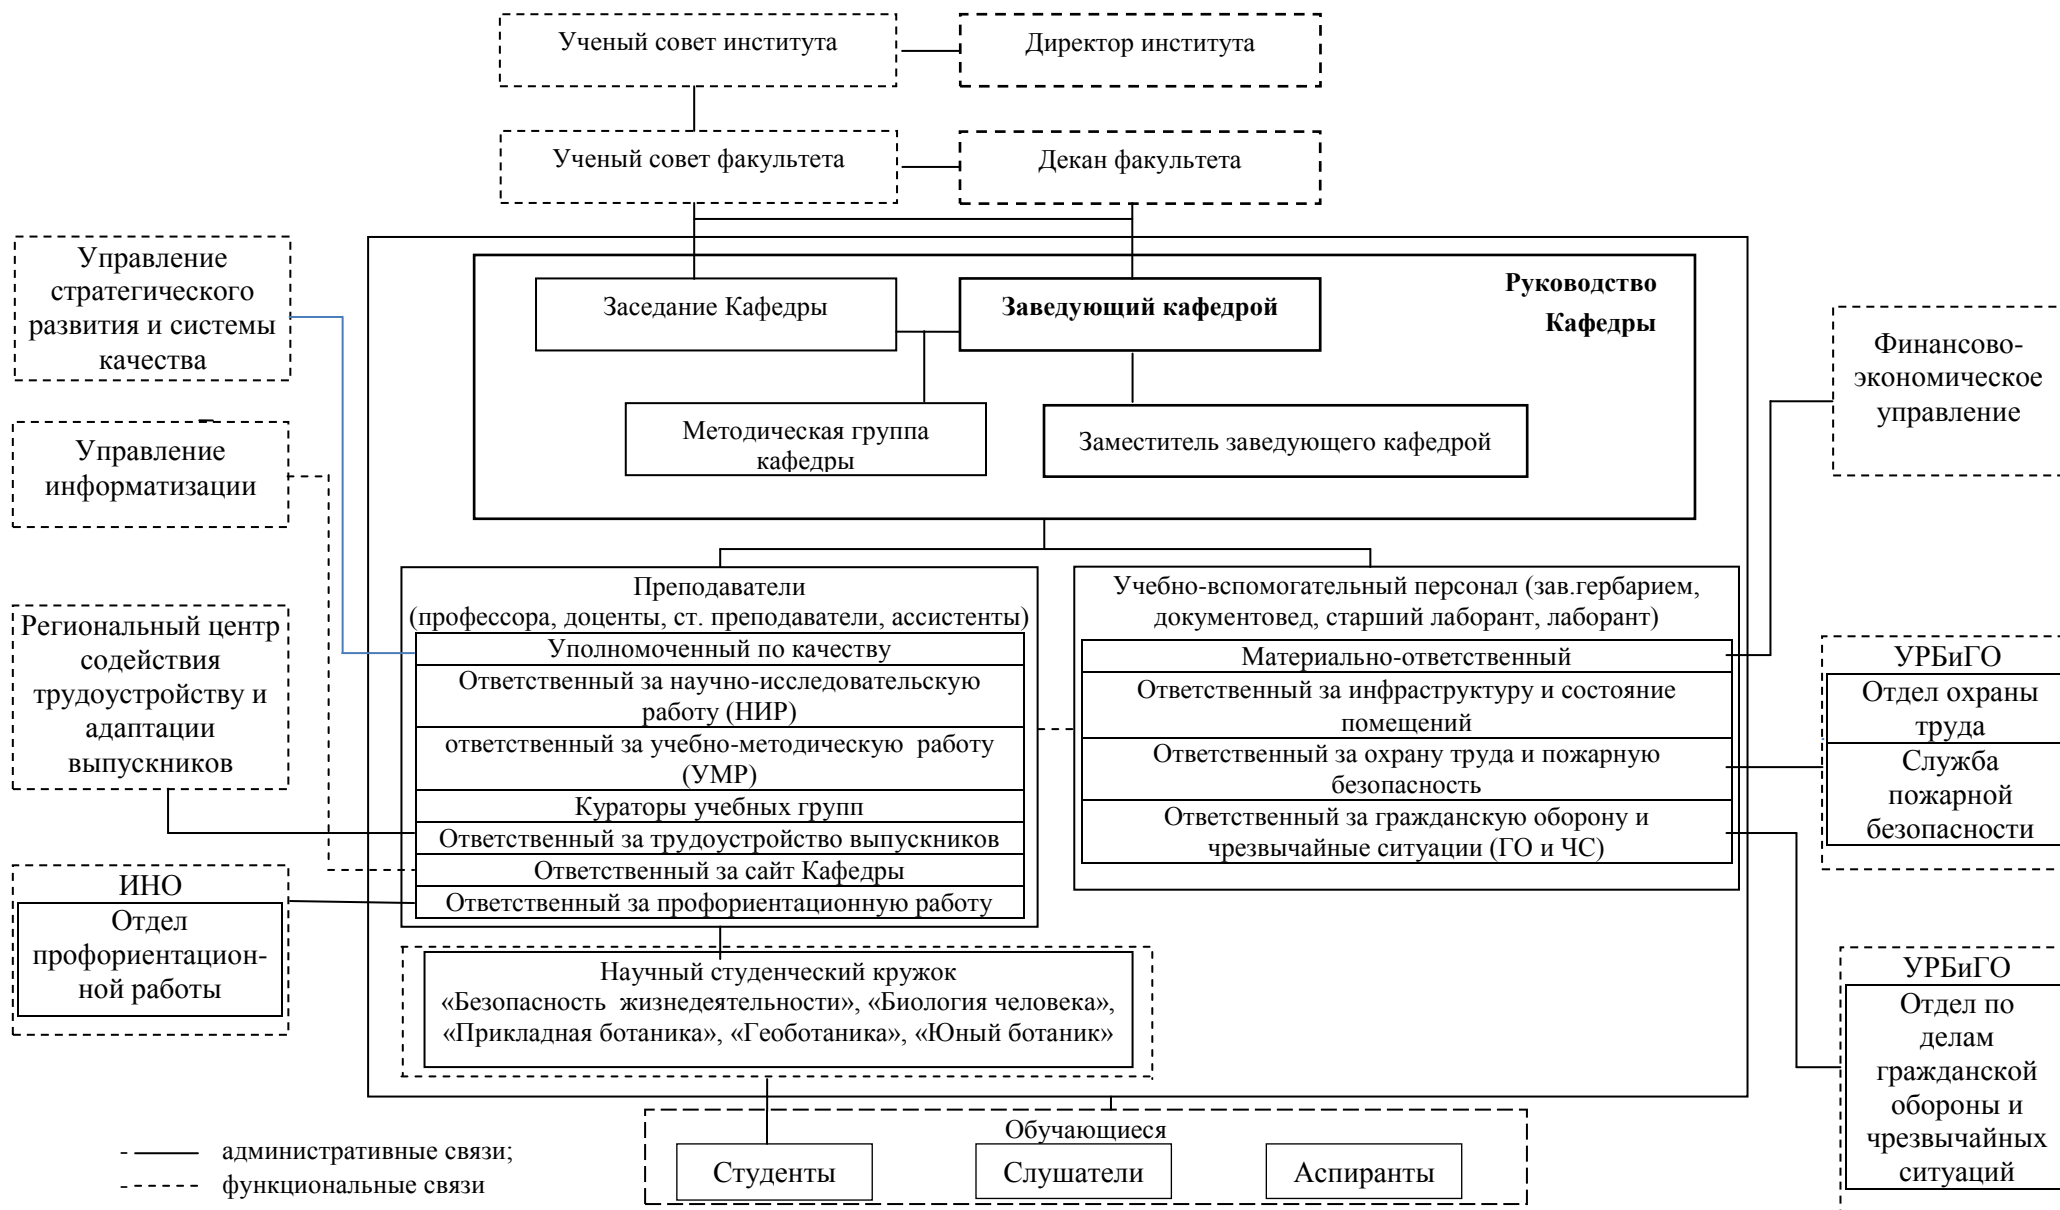 Ученый совет института
Директор института
Ученый совет факультета
Декан факультета
Управление
стратегического
развития и системы
качества
Управление
информатизации
Региональный центр
содействия
трудоустройству и
адаптации
выпускников
ИНО
Отдел
профориентацион-
ной работы
Руководство
Кафедры
Заседание Кафедры
Заведующий кафедрой
Методическая группа
кафедры
Заместитель заведующего кафедрой
Преподаватели
(профессора, доценты, ст. преподаватели, ассистенты)
Уполномоченный по качеству
Ответственный за научно-исследовательскую
работу (НИР)
ответственный за учебно-методическую работу
(УМР)
Кураторы учебных групп
Ответственный за трудоустройство выпускников
Ответственный за сайт Кафедры
Ответственный за профориентационную работу
Учебно-вспомогательный персонал (зав.гербарием,
документовед, старший лаборант, лаборант)
Материально-ответственный
Ответственный за инфраструктуру и состояние
помещений
Ответственный за охрану труда и пожарную
безопасность
Ответственный за гражданскую оборону и
чрезвычайные ситуации (ГО и ЧС)
Научный студенческий кружок
«Безопасность жизнедеятельности», «Биология человека»,
«Прикладная ботаника», «Геоботаника», «Юный ботаник»
Финансово-
экономическое
управление
УРБиГО
Отдел охраны
труда
Служба
пожарной
безопасности
УРБиГО
Отдел по
делам
гражданской
обороны и
чрезвычайных
ситуаций
Обучающиеся
Студенты
Слушатели
Аспиранты
административные связи;
функциональные связи